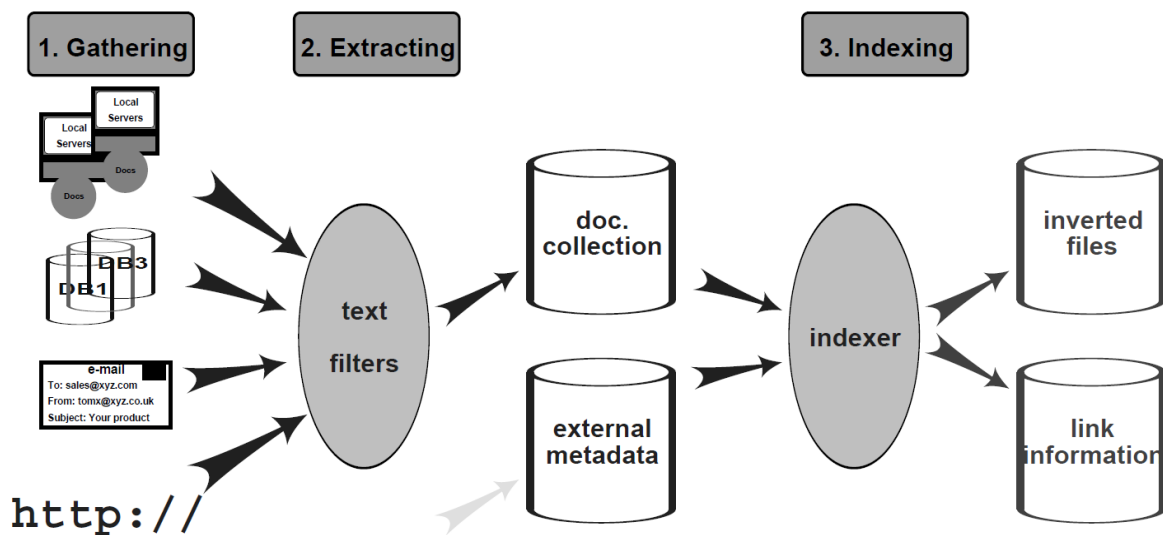 1. Gathering
2. Extracting
3. Indexing
Local
Servers
Local
Servers
Docs
Docs
DB3
DB1
e-mail
To: sales@xyz.com
From: tomx@xyz.co.uk
Subject: Your product
http://
text
filters
doc.
collection
external
metadata
indexer
inverted
files
link
information